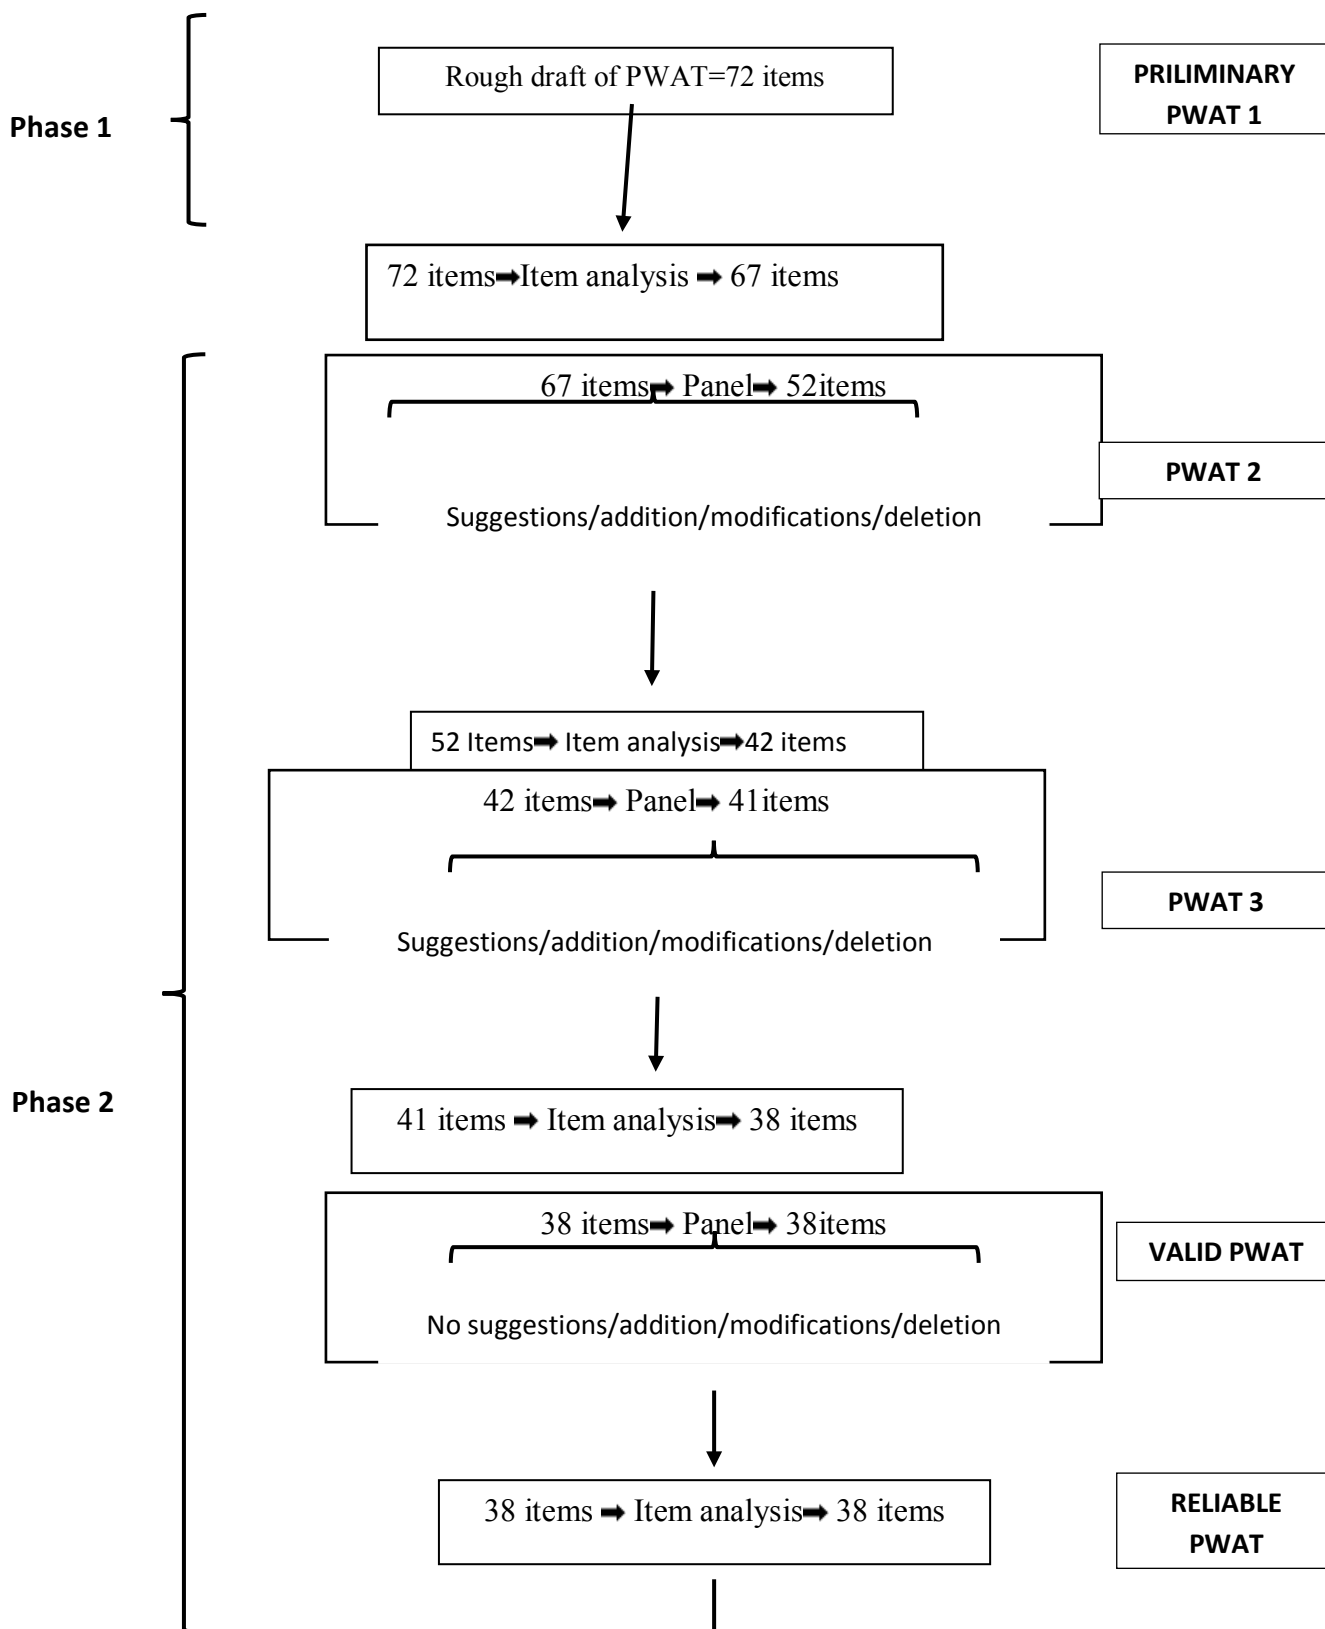 Rough draft of PWAT=72 items
PRILIMINARY
PWAT 1
Phase 1
72 items➡Item analysis ➡ 67 items
67 items➡ Panel➡ 52items
PWAT 2
Suggestions/addition/modifications/deletion
52 Items➡ Item analysis➡42 items
42 items➡ Panel➡ 41items
PWAT 3
Suggestions/addition/modifications/deletion
Phase 2
41 items ➡ Item analysis➡ 38 items
38 items➡ Panel➡ 38items
VALID PWAT
No suggestions/addition/modifications/deletion
38 items ➡ Item analysis➡ 38 items
RELIABLE
PWAT